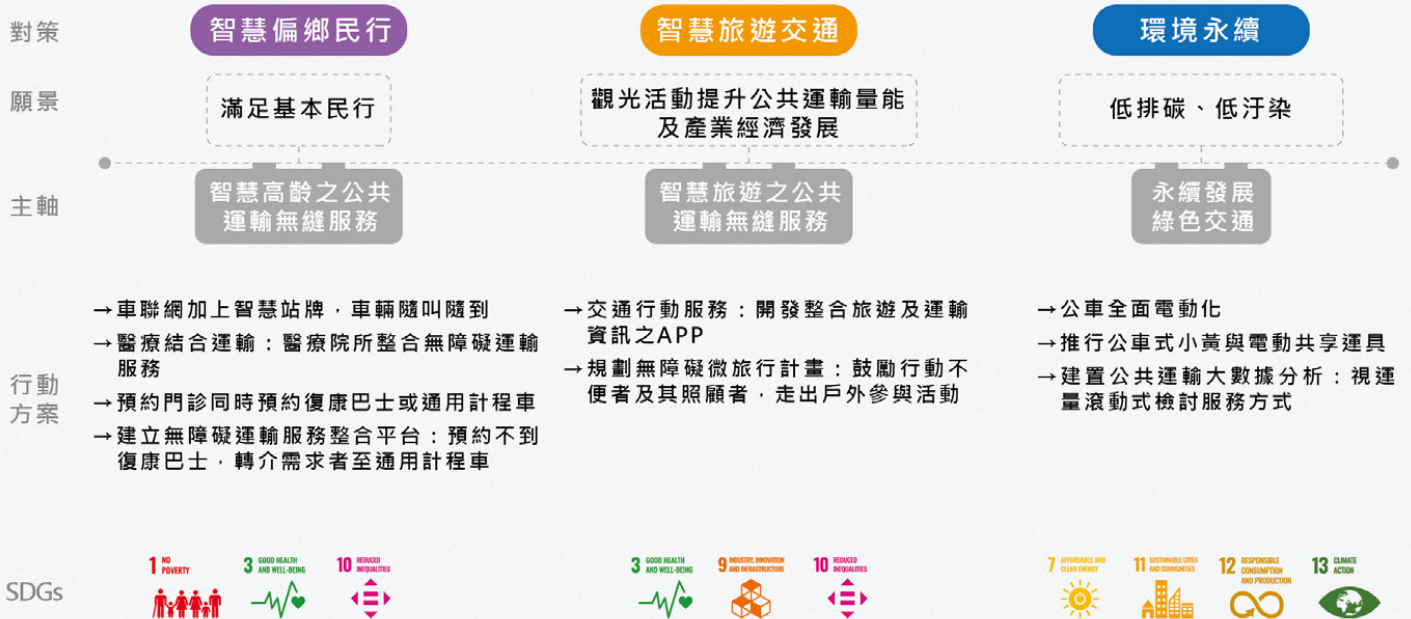 對策
智慧偏鄉民行
智慧旅遊交通
環境永續
願景
滿足基本民行
觀光活動提升公共運輸量能
及產業經濟發展
低排碳、低汙染
主軸
智慧高齡之公共
運輸無縫服務
智慧旅遊之公共
運輸無縫服務
永續發展
綠色交通
行動
方案
→車聯網加上智慧站牌，車輛隨叫隨到
→醫療結合運輸：醫療院所整合無障礙運輸
服務
→預約門診同時預約復康巴士或通用計程車
→建立無障礙運輸服務整合平台：預約不到
復康巴士，轉介需求者至通用計程車
→交通行動服務：開發整合旅遊及運輸
資訊之APP
→規劃無障礙微旅行計畫：鼓勵行動不
便者及其照顧者，走出戶外參與活動
→公車全面電動化
→推行公車式小黃與電動共享運具
→建置公共運輸大數據分析：視運
量滾動式檢討服務方式
SDGs
1 NO
POVERTY
3 GOOD HEALTH
AND WELL-BEING
10 REDUCED
INEQUALITIES
3 GOOD HEALTH
AND WELL-BEING
9 INDUSTRY, INNOVATION
AND INFRASTRUCTURE
10 REDUCED
INEQUALITIES
7 AFFORDABLE AND
CLEAN ENERGY
11 SUSTAINABLE CITIES
AND COMMUNITIES
12 RESPONSIBLE
CONSUMPTION
AND PRODUCTION
13 CLIMATE
ACTION